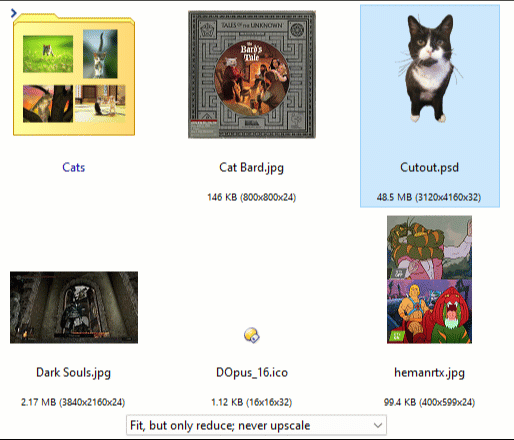 TALES OF THE UNKNOWN
The
Bard's
Tale
Cats
Cat Bard.jpg
Cutout.psd
146 KB (800x800x24)
48.5 MB (3120x4160x32)
Dark Souls.jpg
DOpus_16.ico
hemanrtx.jpg
2.17 MB (3840x2160x24)
1.12 KB (16x16x32)
99.4 KB (400x599x24)
Fit, but only reduce; never upscale